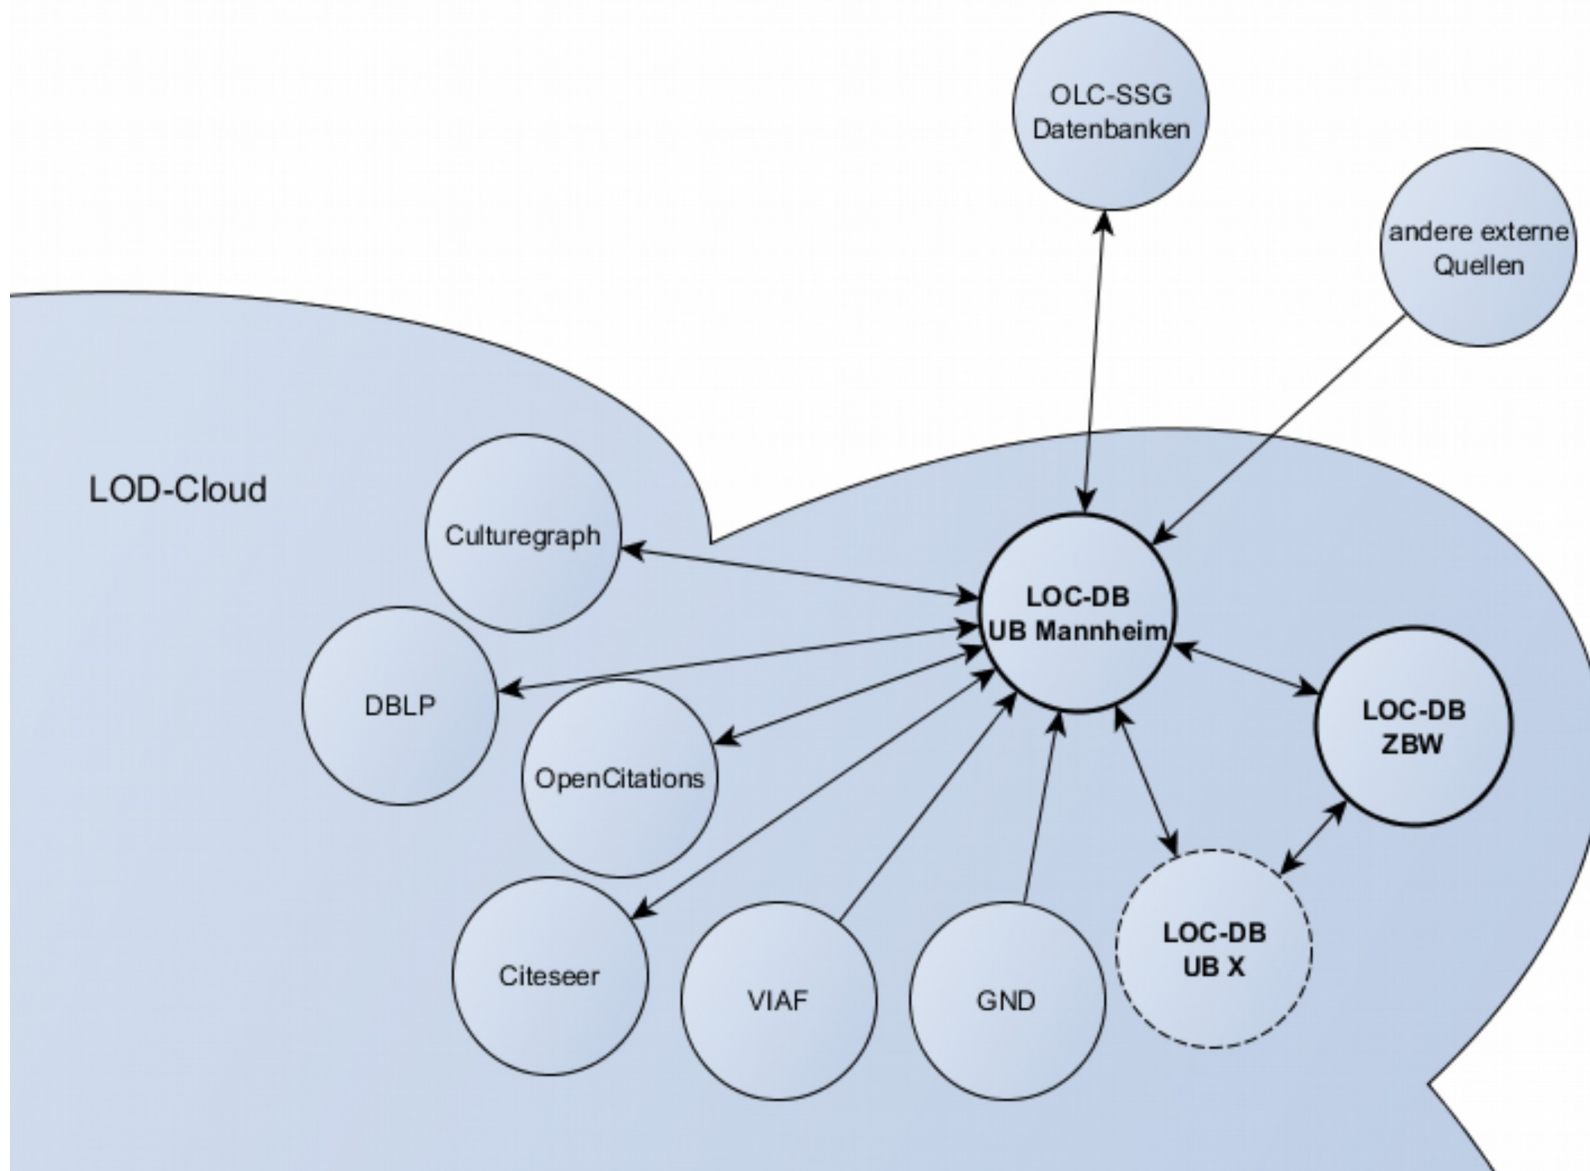 OLC-SSG
Datenbanken
andere externe
Quellen
LOD-Cloud
Culturegraph
LOC-DB
UB Mannheim
DBLP
LOC-DB
ZBW
OpenCitations
LOC-DB
UB X
Citeseer
VIAF
GND